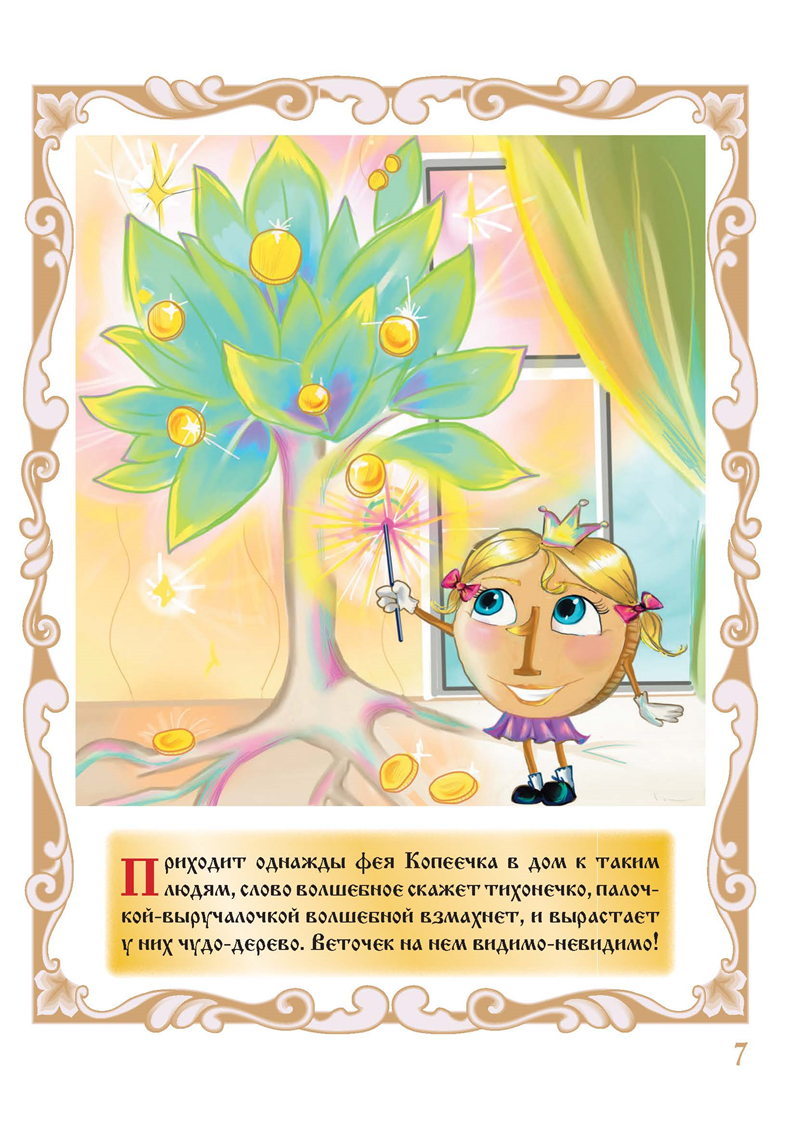 Приходит однажды фея Копеечка в дом к таким
людям, слово волшебное скажет тихонечко, палоч-
кой-выручалочкой волшебной взмахнет, и вырастает
у них чудо-дерево. Веточек на нем видимо-невидимо!
7